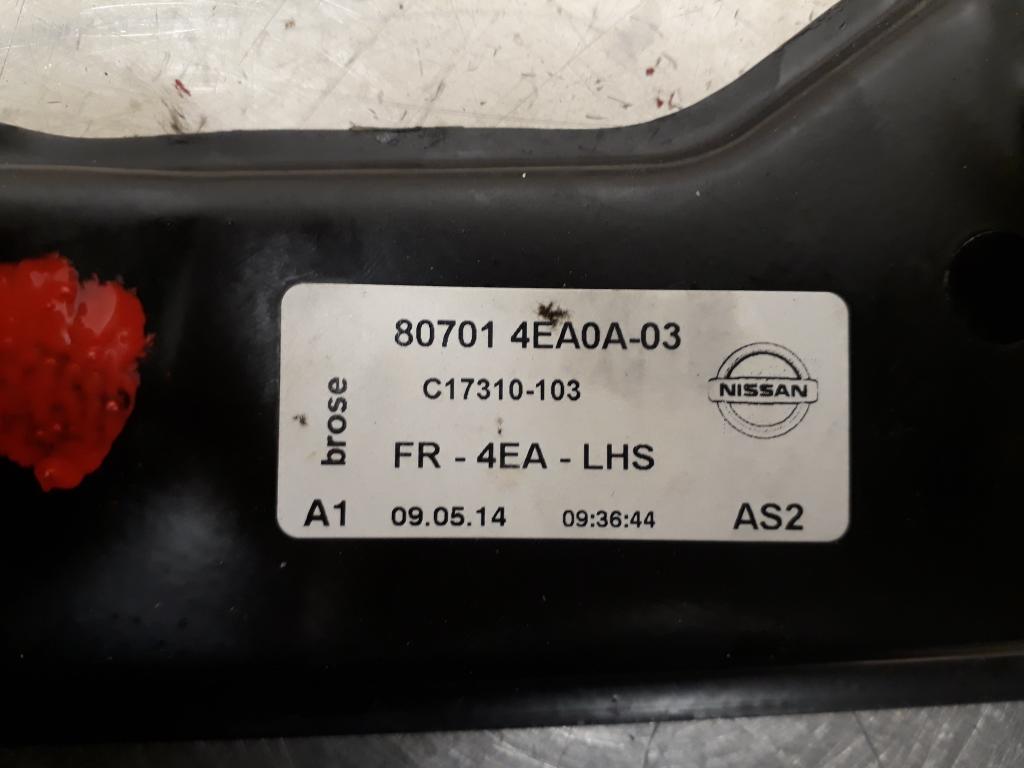 80701 4EA0A-03
C17310-103
NISSAN
brose
FR - 4EA - LHS
A1 09.05.14 09:36:44 AS2